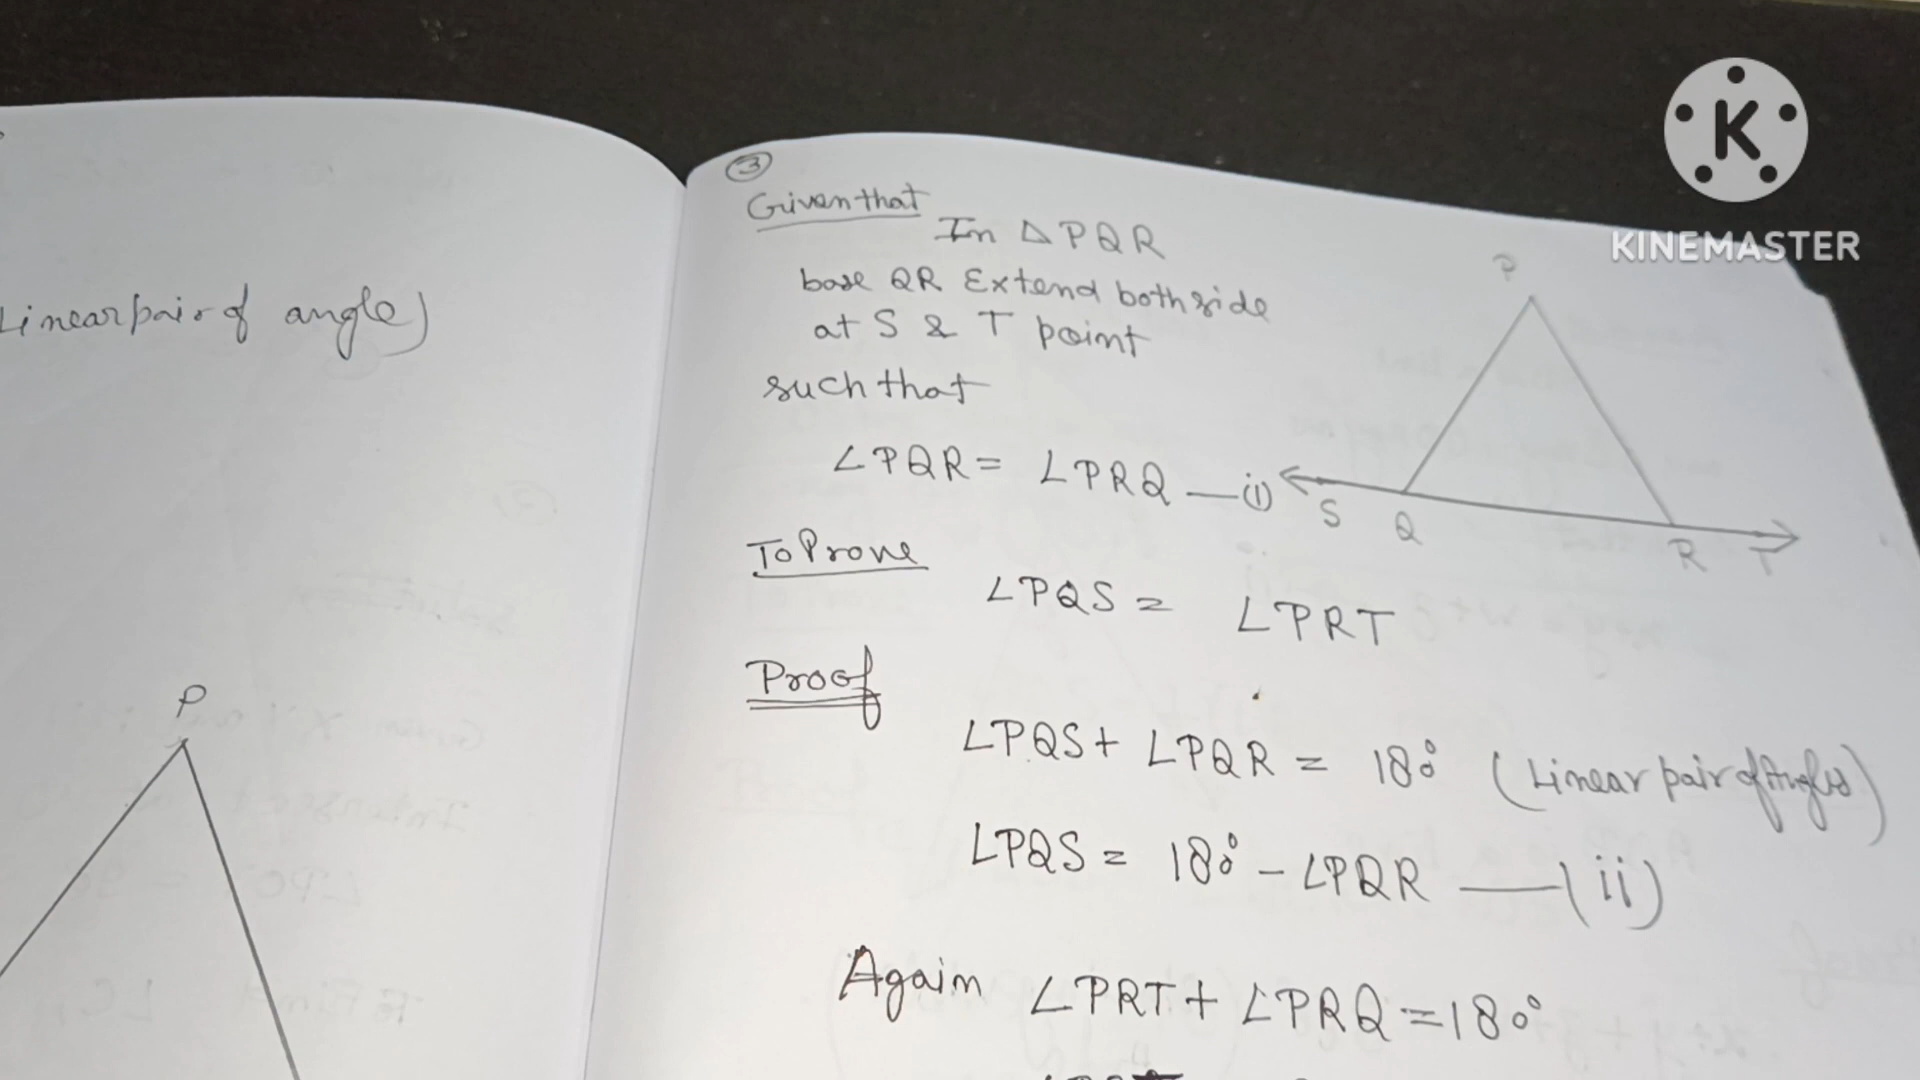 Linear pair of angle)
P
③
Given that
In △PQR
base QR Extend both side
at S & T point
such that
∠PQR = ∠PRQ —(i)
To Prove
∠PQS = ∠PRT
Proof
∠PQS + ∠PQR = 180° (Linear pair of Angles)
∠PQS = 180° - ∠PQR —(ii)
Again ∠PRT + ∠PRQ = 180°
P
S Q R T
K
KINEMASTER